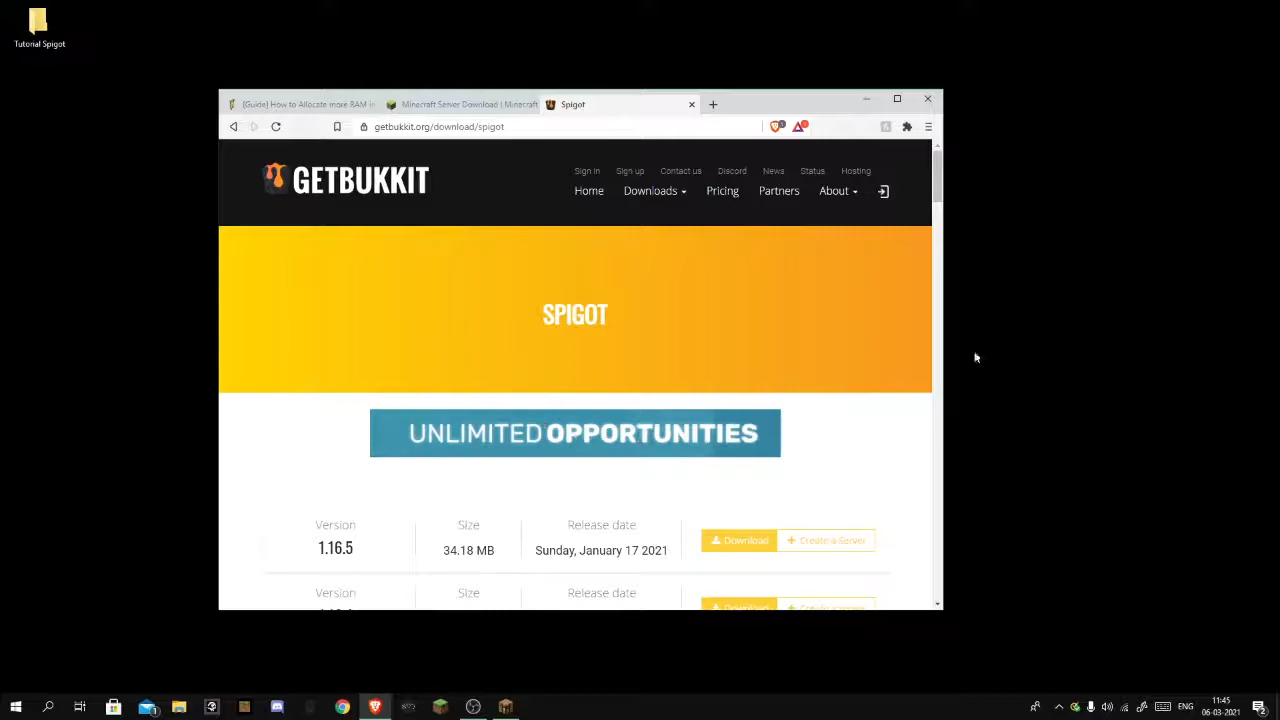 Tutorial Spigot
[Guide] How to Allocate more RAM in
Minecraft Server Download | Minecraft
Spigot
getbukkit.org/download/spigot
GETBUKKIT
Sign In Sign up Contact us Discord News Status Hosting
Home Downloads Pricing Partners About
SPIGOT
UNLIMITED OPPORTUNITIES
Version Size Release date
1.16.5 34.18 MB Sunday, January 17 2021 Download Create a Server
Version Size Release date
Download
11:45
ENG
06-03-2021